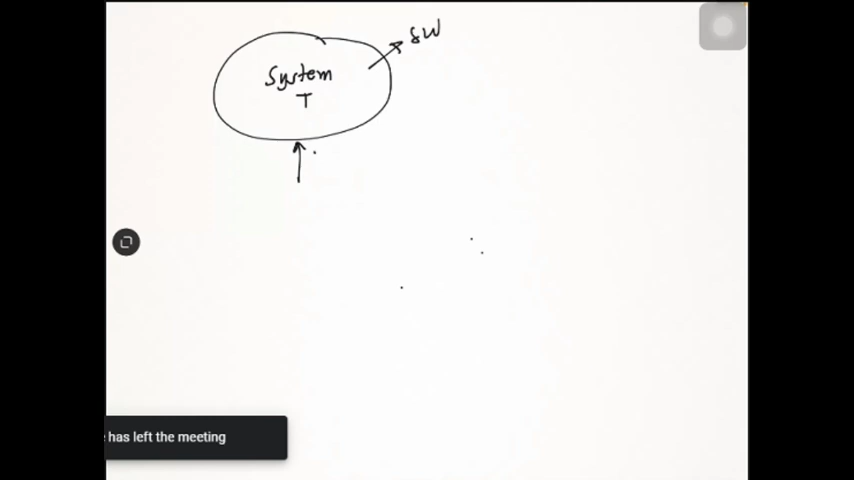 δW
System
T
has left the meeting